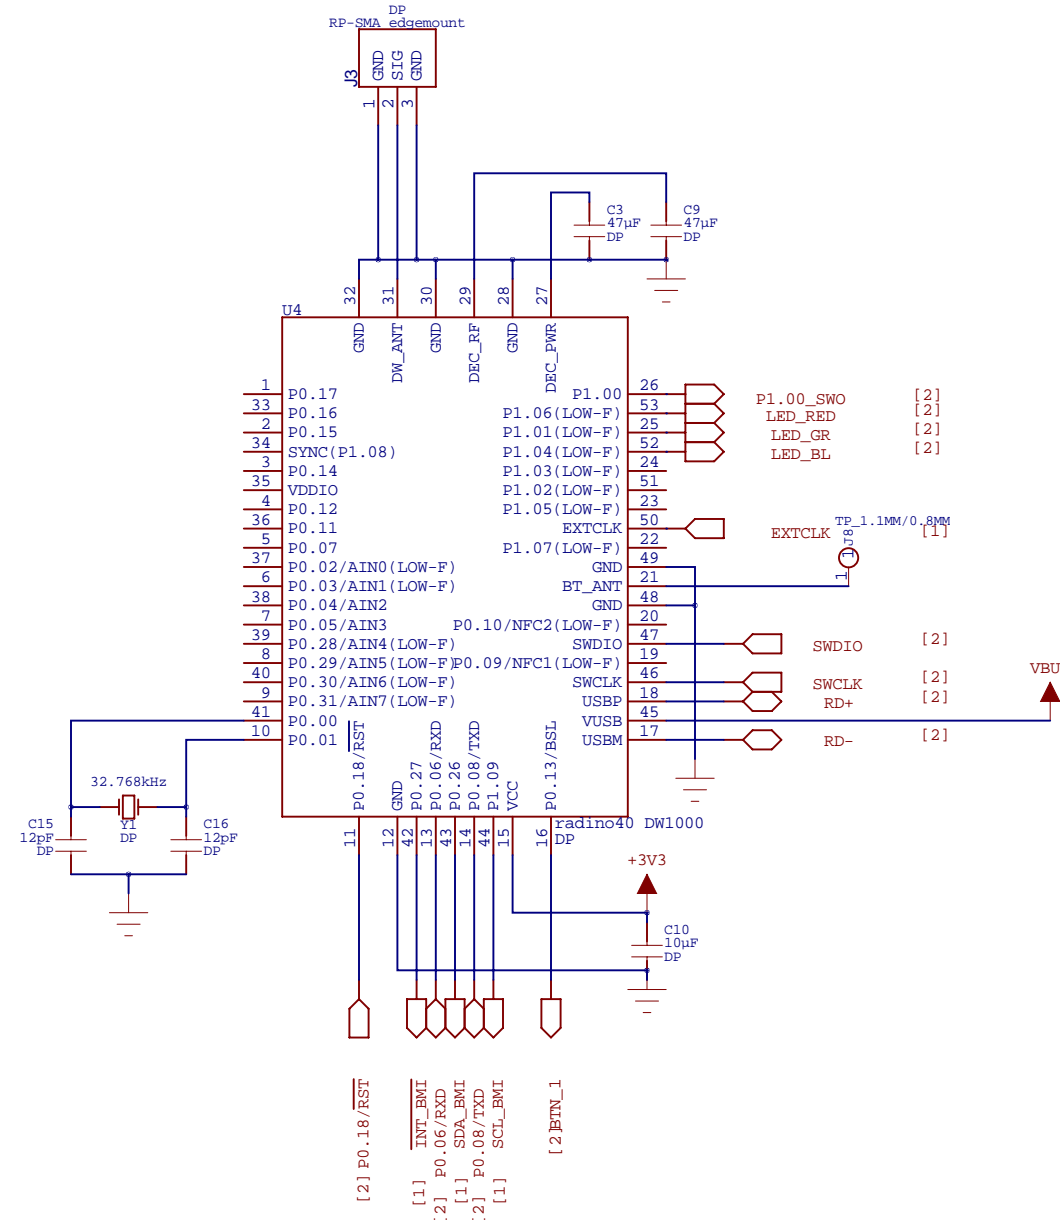 DP
RP-SMA edgemount
J3
GND
SIG
GND
1
2
3
C3
47µF
DP
C9
47µF
DP
32
31
30
29
28
27
U4
GND
DW_ANT
GND
DEC_RF
GND
DEC_PWR
1 P0.17
33 P0.16
2 P0.15
34 SYNC(P1.08)
3 P0.14
35 VDDIO
4 P0.12
36 P0.11
5 P0.07
37 P0.02/AIN0(LOW-F)
6 P0.03/AIN1(LOW-F)
38 P0.04/AIN2
7 P0.05/AIN3
39 P0.28/AIN4(LOW-F)
8 P0.29/AIN5(LOW-F)
40 P0.30/AIN6(LOW-F)
9 P0.31/AIN7(LOW-F)
41 P0.00
10 P0.01
P1.00 26 P1.00_SWO [2]
P1.06(LOW-F) 53 LED_RED [2]
P1.01(LOW-F) 25 LED_GR [2]
P1.04(LOW-F) 52 LED_BL [2]
P1.03(LOW-F) 24
P1.02(LOW-F) 51
P1.05(LOW-F) 23
EXTCLK 50 EXTCLK [1]
TP_1.1MM/0.8MM
J8
1
1
P1.07(LOW-F) 22
GND 49
BT_ANT 21
GND 48
P0.10/NFC2(LOW-F) 20
SWDIO 47 SWDIO [2]
P0.09/NFC1(LOW-F) 19
SWCLK 46 SWCLK [2]
USBP 18 RD+ [2]
VUSB 45 VBU
USBM 17 RD- [2]
32.768kHz
Y1
DP
C15
12pF
DP
C16
12pF
DP
P0.18/RST
GND
P0.27
P0.06/RXD
P0.26
P0.08/TXD
P1.09
VCC
P0.13/BSL
11
12
42
13
43
14
44
15
16
radino40 DW1000
DP
+3V3
C10
10µF
DP
[2] P0.18/RST
[1] INT_BMI
[2] P0.06/RXD
[1] SDA_BMI
[2] P0.08/TXD
[1] SCL_BMI
[2] BTN_1